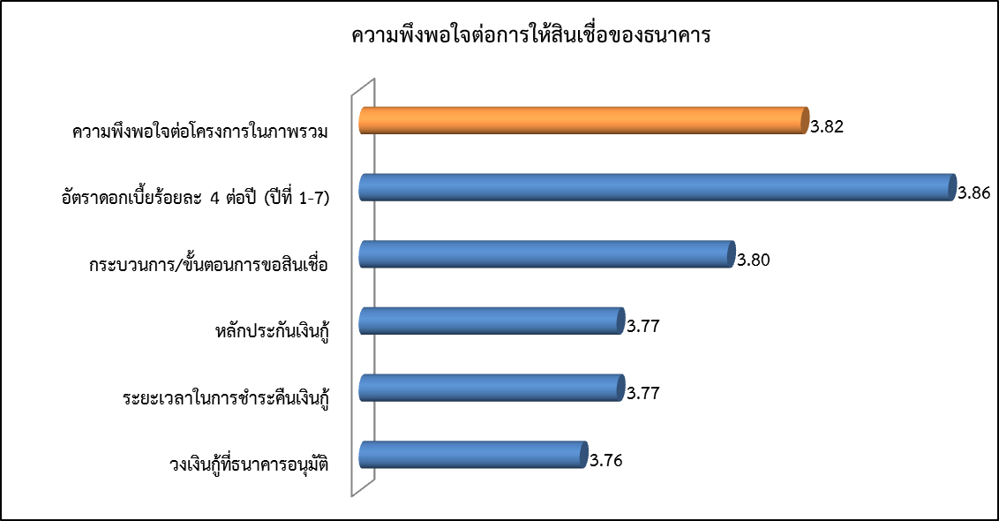 ความพึงพอใจต่อการให้สินเชื่อของธนาคาร
ความพึงพอใจต่อโครงการในภาพรวม 3.82
อัตราดอกเบี้ยร้อยละ 4 ต่อปี (ปีที่ 1-7) 3.86
กระบวนการ/ขั้นตอนการขอสินเชื่อ 3.80
หลักประกันเงินกู้ 3.77
ระยะเวลาในการชำระคืนเงินกู้ 3.77
วงเงินกู้ที่ธนาคารอนุมัติ 3.76